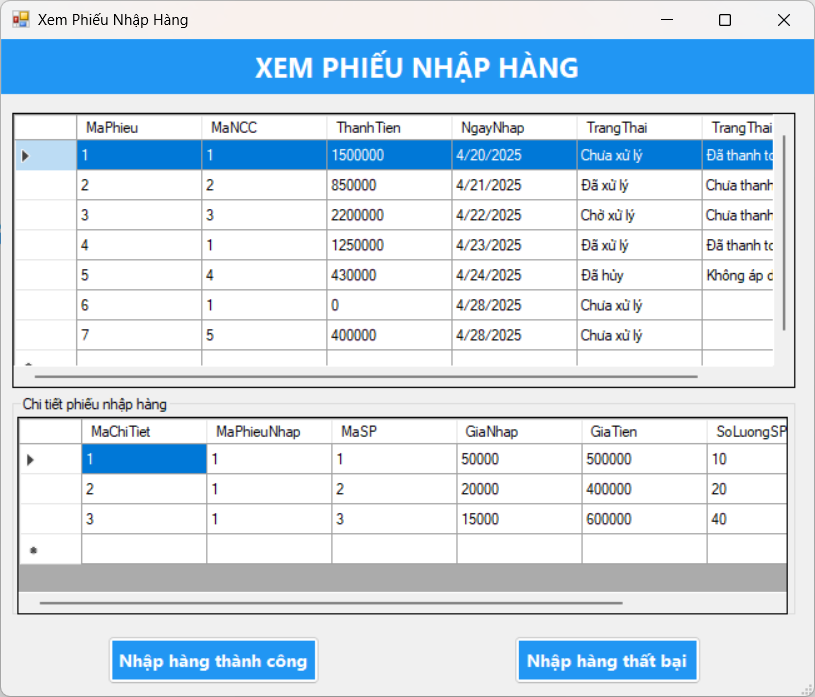 Xem Phiếu Nhập Hàng
XEM PHIẾU NHẬP HÀNG
MaPhieu MaNCC ThanhTien NgayNhap TrangThai TrangThai
1 1 1500000 4/20/2025 Chưa xử lý Đã thanh to
2 2 850000 4/21/2025 Đã xử lý Chưa thanh
3 3 2200000 4/22/2025 Chờ xử lý Chưa thanh
4 1 1250000 4/23/2025 Đã xử lý Đã thanh to
5 4 430000 4/24/2025 Đã hủy Không áp d
6 1 0 4/28/2025 Chưa xử lý
7 5 400000 4/28/2025 Chưa xử lý
Chi tiết phiếu nhập hàng
MaChiTiet MaPhieuNhap MaSP GiaNhap GiaTien SoLuongSP
1 1 1 50000 500000 10
2 1 2 20000 400000 20
3 1 3 15000 600000 40
Nhập hàng thành công Nhập hàng thất bại